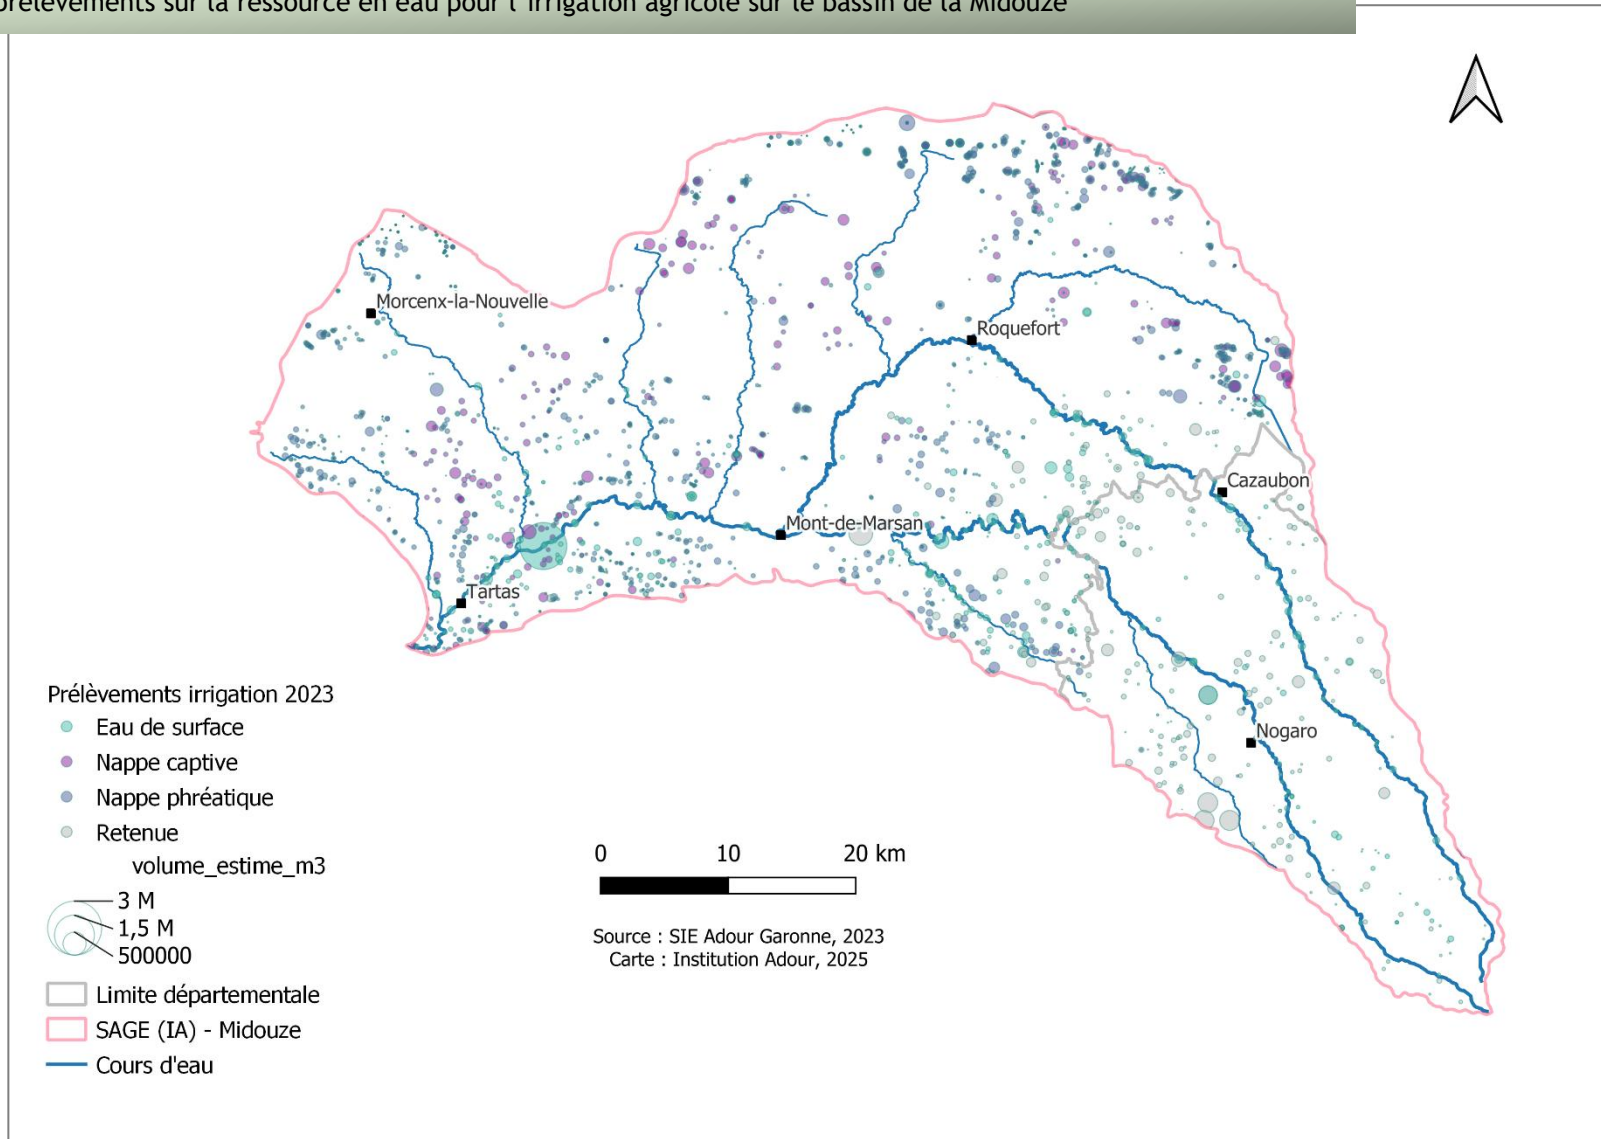 prélèvements sur la ressource en eau pour l'irrigation agricole sur le bassin de la Midouze
Morcenx-la-Nouvelle
Roquefort
Cazaubon
Mont-de-Marsan
Tartas
Nogaro
Prélèvements irrigation 2023
Eau de surface
Nappe captive
Nappe phréatique
Retenue
volume_estime_m3
3 M
1,5 M
500000
Limite départementale
SAGE (IA) - Midouze
Cours d'eau
0 10 20 km
Source : SIE Adour Garonne, 2023
Carte : Institution Adour, 2025